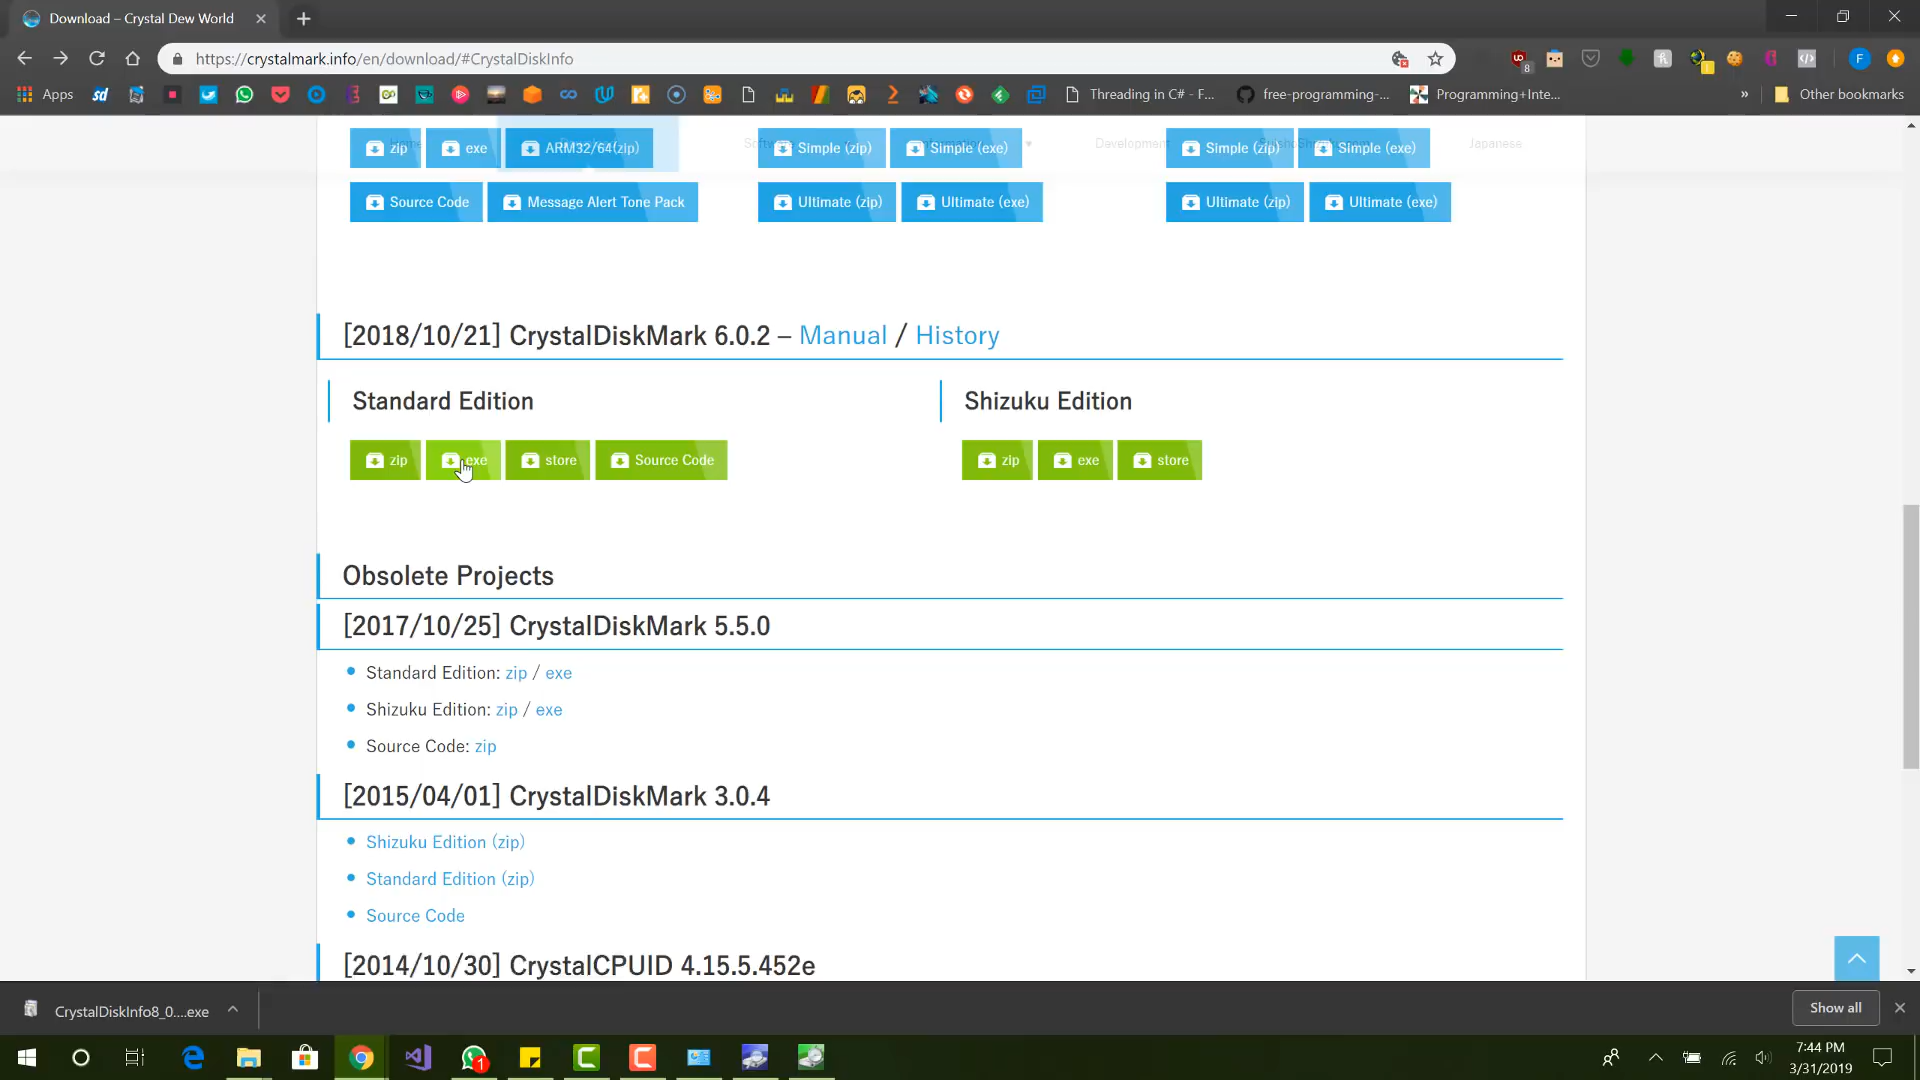 Download – Crystal Dew World
https://crystalmark.info/en/download/#CrystalDiskInfo
8
F
Apps
Threading in C# - F...
free-programming-...
Programming+Inte...
»
Other bookmarks
Development
Japanese
zip
exe
ARM32/64(zip)
Simple (zip)
Simple (exe)
Simple (zip)
Simple (exe)
Source Code
Message Alert Tone Pack
Ultimate (zip)
Ultimate (exe)
Ultimate (zip)
Ultimate (exe)
[2018/10/21] CrystalDiskMark 6.0.2 – Manual / History
Standard Edition
Shizuku Edition
zip
exe
store
Source Code
zip
exe
store
Obsolete Projects
[2017/10/25] CrystalDiskMark 5.5.0
Standard Edition: zip / exe
Shizuku Edition: zip / exe
Source Code: zip
[2015/04/01] CrystalDiskMark 3.0.4
Shizuku Edition (zip)
Standard Edition (zip)
Source Code
[2014/10/30] CrystalCPUID 4.15.5.452e
CrystalDiskInfo8_0....exe
Show all
1
7:44 PM
3/31/2019